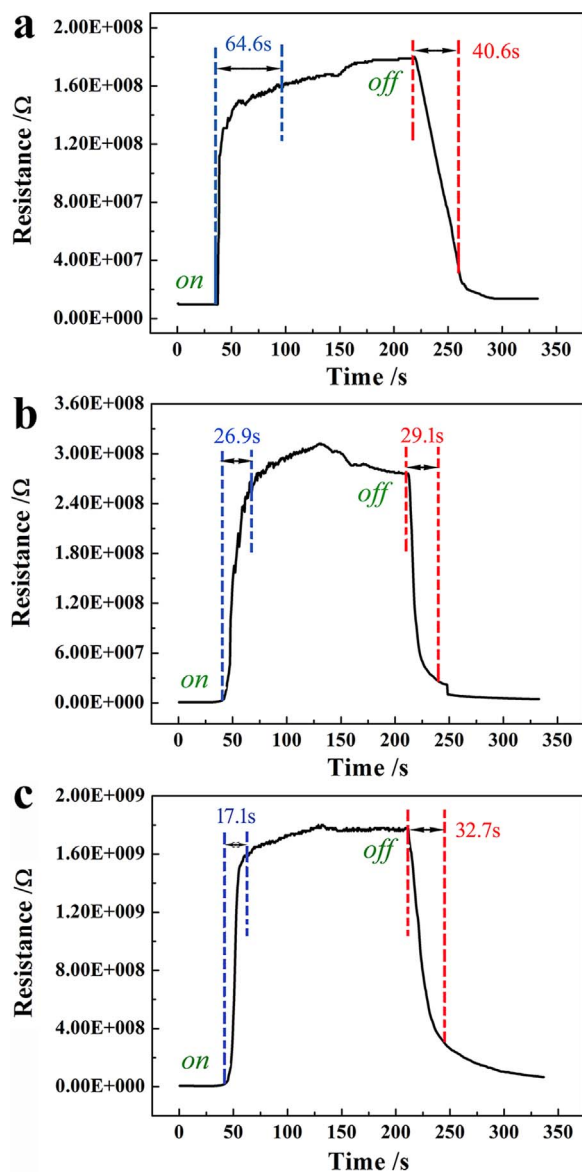 a
2.00E+008
1.60E+008
1.20E+008
8.00E+007
4.00E+007
0.00E+000
Resistance /Ω
64.6s
40.6s
on
off
0 50 100 150 200 250 300 350
Time /s
b
3.60E+008
3.00E+008
2.40E+008
1.80E+008
1.20E+008
6.00E+007
0.00E+000
Resistance /Ω
26.9s
29.1s
on
off
0 50 100 150 200 250 300 350
Time /s
c
2.00E+009
1.60E+009
1.20E+009
8.00E+008
4.00E+008
0.00E+000
Resistance /Ω
17.1s
32.7s
on
off
0 50 100 150 200 250 300 350
Time /s